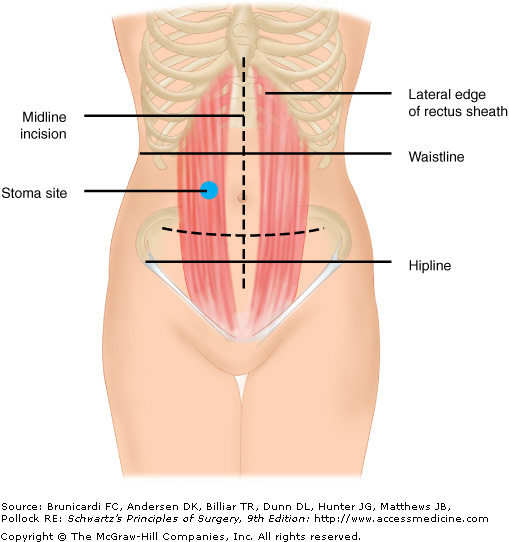 Midline
incision
Lateral edge
of rectus sheath
Waistline
Stoma site
Hipline
Source: Brunicardi FC, Andersen DK, Billiar TR, Dunn DL, Hunter JG, Matthews JB,
Pollock RE: Schwartz's Principles of Surgery, 9th Edition: http://www.accessmedicine.com
Copyright © The McGraw-Hill Companies, Inc. All rights reserved.